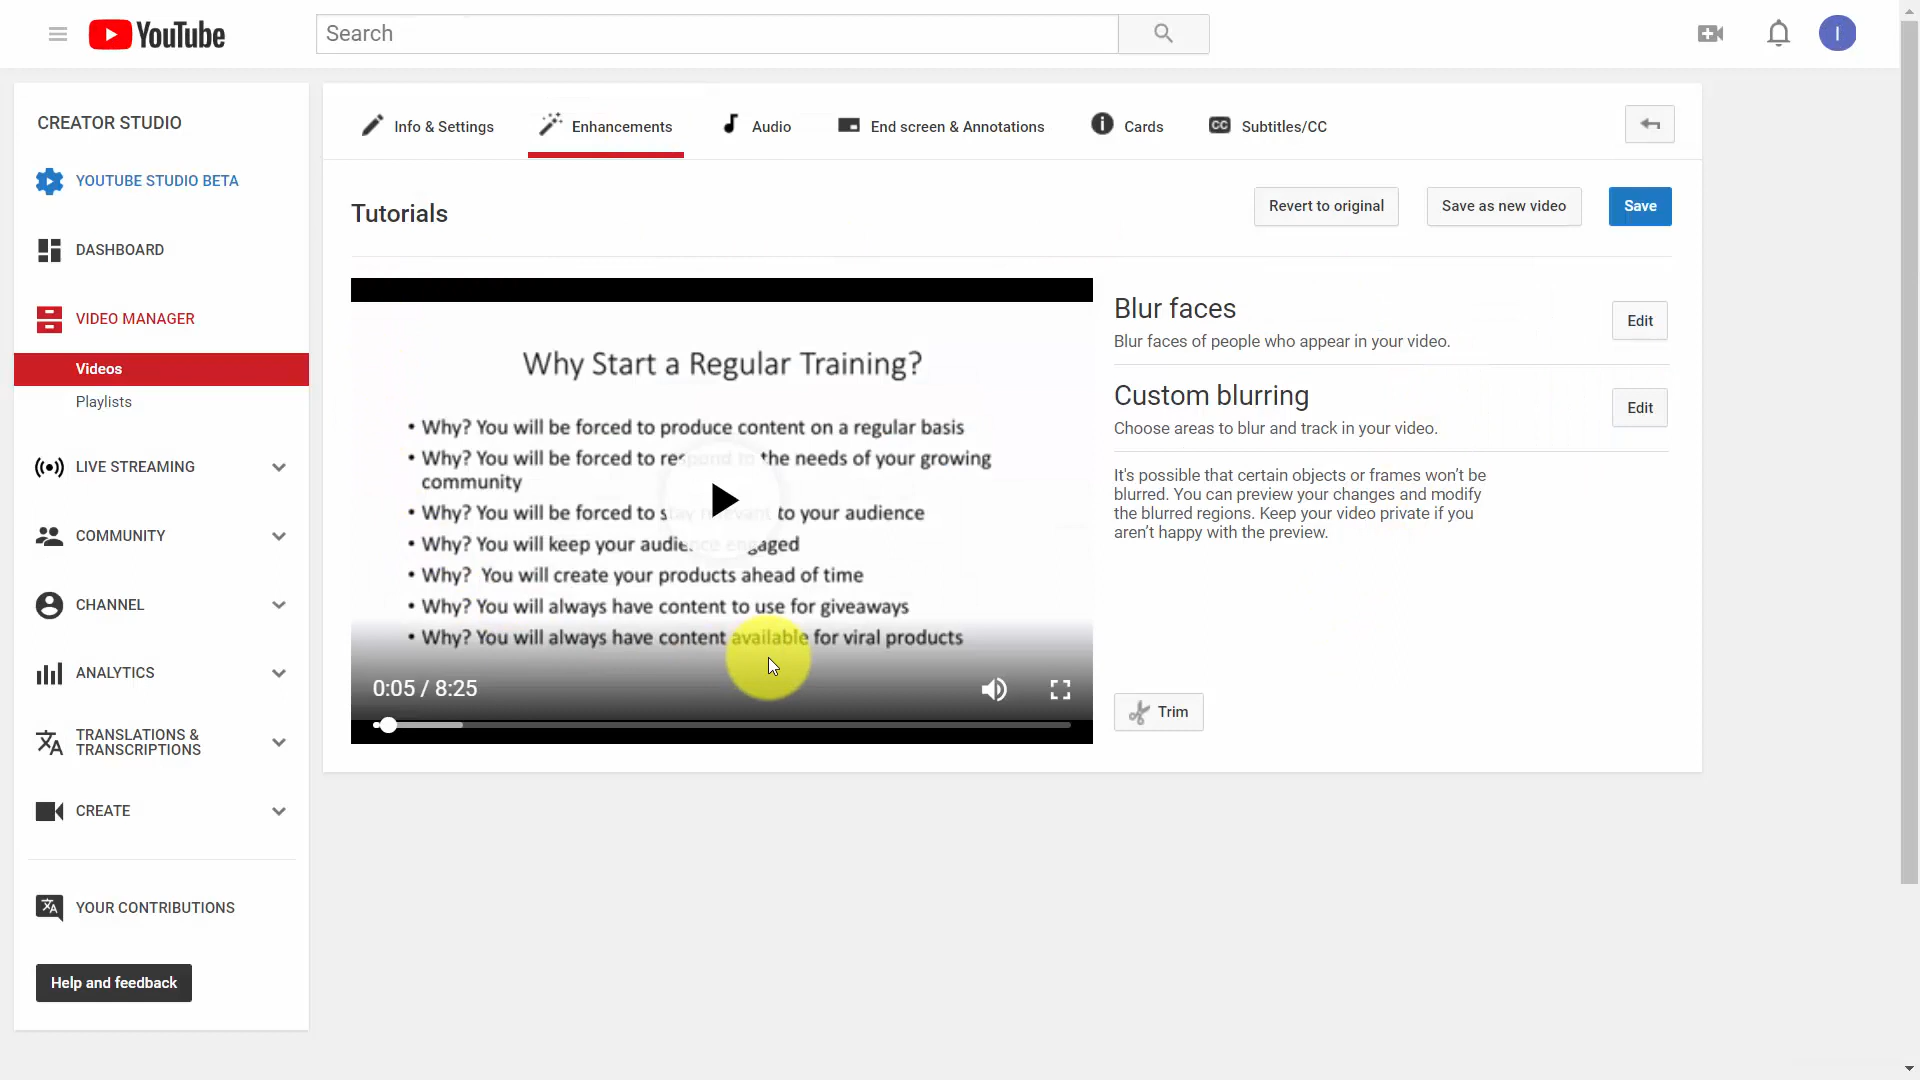 YouTube
Search
I
CREATOR STUDIO
YOUTUBE STUDIO BETA
DASHBOARD
VIDEO MANAGER
Videos
Playlists
LIVE STREAMING
COMMUNITY
CHANNEL
ANALYTICS
TRANSLATIONS &
TRANSCRIPTIONS
CREATE
YOUR CONTRIBUTIONS
Help and feedback
Info & Settings
Enhancements
Audio
End screen & Annotations
Cards
CC Subtitles/CC
Tutorials
Revert to original
Save as new video
Save
Why Start a Regular Training?
• Why? You will be forced to produce content on a regular basis
• Why? You will be forced to respond to the needs of your growing
community
• Why? You will be forced to stay relevant to your audience
• Why? You will keep your audience engaged
• Why? You will create your products ahead of time
• Why? You will always have content to use for giveaways
• Why? You will always have content available for viral products
0:05 / 8:25
Blur faces
Edit
Blur faces of people who appear in your video.
Custom blurring
Edit
Choose areas to blur and track in your video.
It's possible that certain objects or frames won't be
blurred. You can preview your changes and modify
the blurred regions. Keep your video private if you
aren't happy with the preview.
Trim